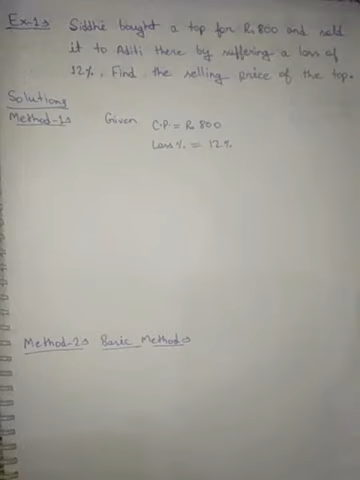 Ex-1:
Siddhi bought a top for Rs 800 and sold
it to Aditi there by suffering a loss of
12%. Find the selling price of the top.
Solution:
Method-1: Given C.P. = Rs 800
Loss % = 12%
Method-2: Basic Method: